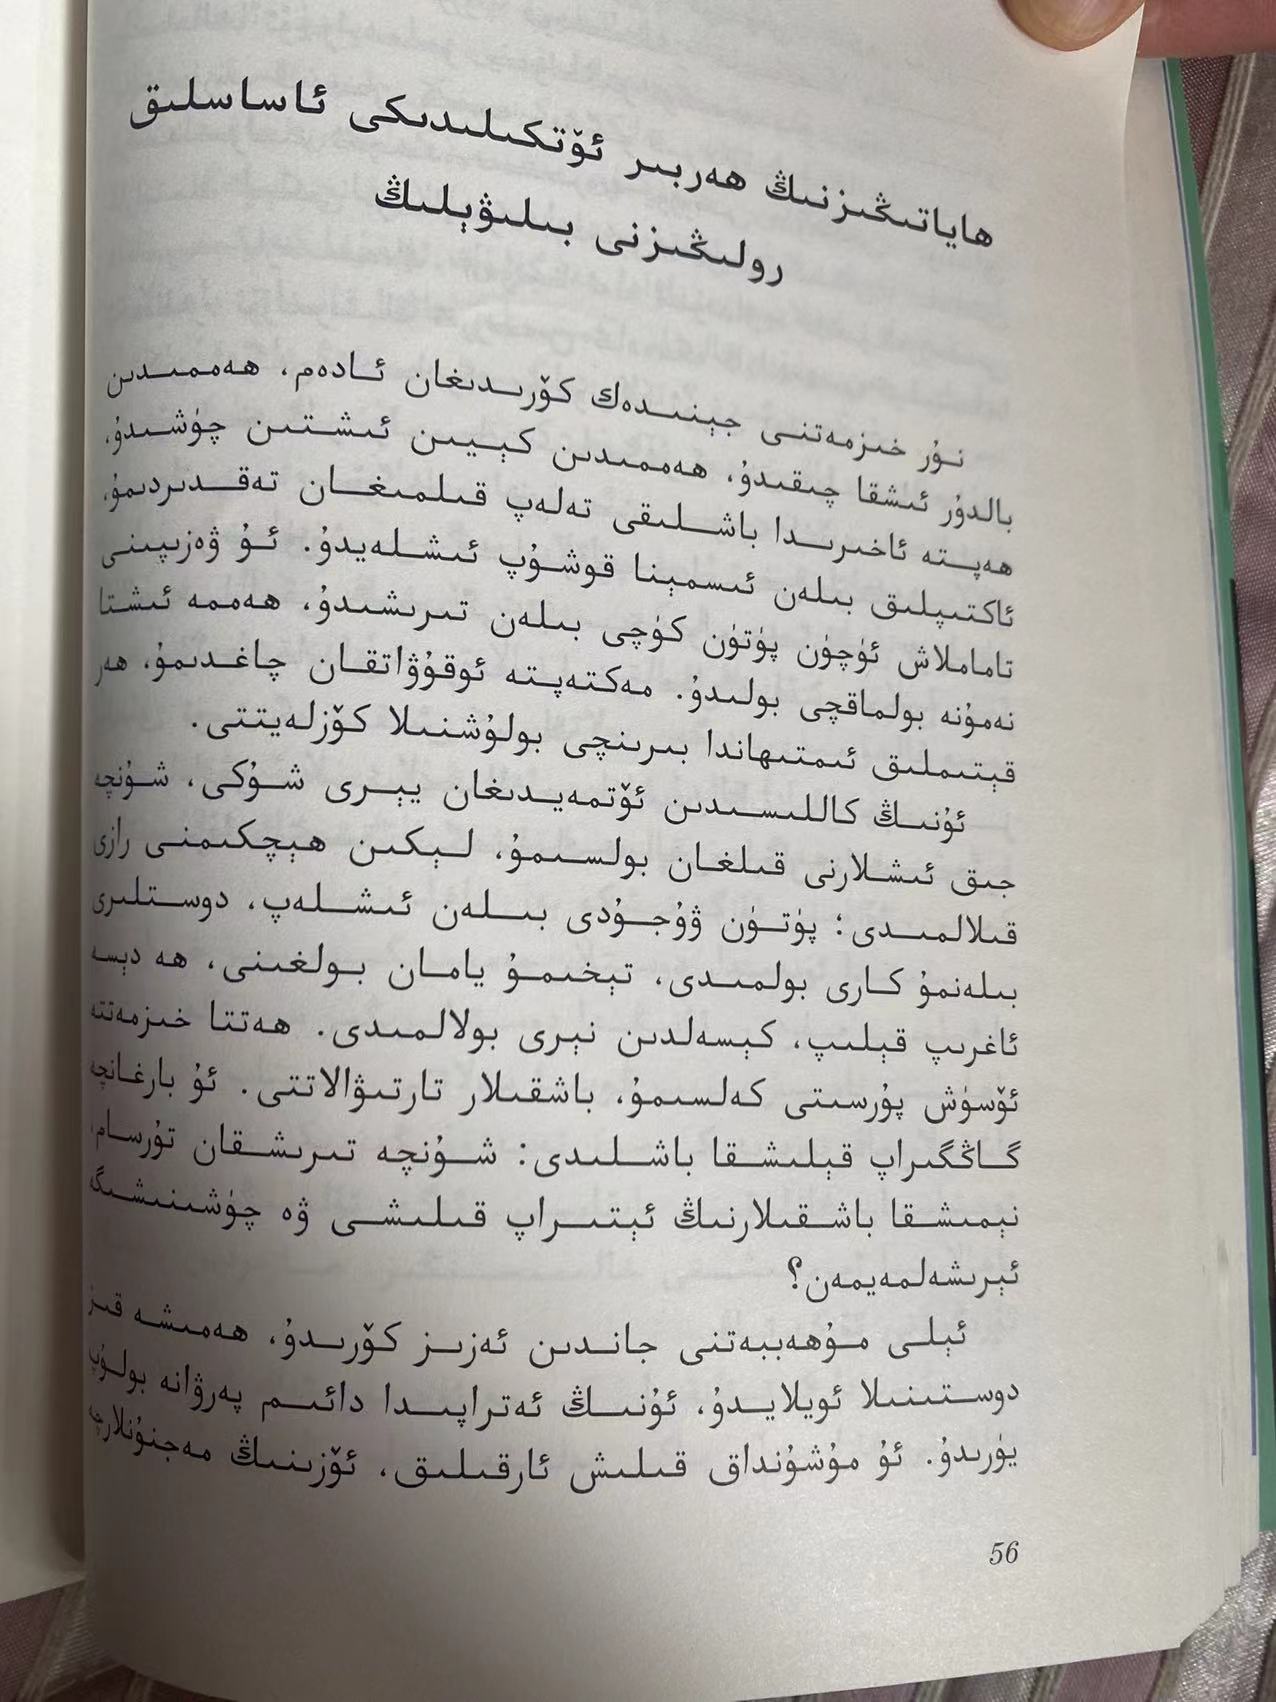 ھاياتىڭىزنىڭ ھەربىر ئۆتكىلىدىكى ئاساسلىق
رولىڭىزنى بىلىۋېلىڭ
نۇر خىزمەتنى جېنىدەك كۆرىدىغان ئادەم، ھەممىدىن
بالدۇر ئىشقا چىقىدۇ، ھەممىدىن كېيىن ئىشتىن چۈشىدۇ،
ھەپتە ئاخىرىدا باشلىقى تەلەپ قىلمىغان تەقدىردىمۇ،
ئاكتىپلىق بىلەن ئىسمېنا قوشۇپ ئىشلەيدۇ. ئۇ ۋەزىپىنى
تاماملاش ئۈچۈن پۈتۈن كۈچى بىلەن تىرىشىدۇ، ھەممە ئىشتا
نەمۇنە بولماقچى بولىدۇ. مەكتەپتە ئوقۇۋاتقان چاغدىمۇ، ھەر
قېتىملىق ئىمتىھاندا بىرىنچى بولۇشنىلا كۆزلەيتتى.
ئۇنىڭ كاللىسىدىن ئۆتمەيدىغان يېرى شۇكى، شۇنچە
جىق ئىشلارنى قىلغان بولسىمۇ، لېكىن ھېچكىمنى رازى
قىلالمىدى؛ پۈتۈن ۋۇجۇدى بىلەن ئىشلەپ، دوستلىرى
بىلەنمۇ كارى بولمىدى، تېخىمۇ يامان بولغىنى، ھە دېسە
ئاغرىپ قېلىپ، كېسەلدىن نېرى بولالمىدى. ھەتتا خىزمەتتە
ئۆسۈش پۇرسىتى كەلسىمۇ، باشقىلار تارتىۋالاتتى. ئۇ بارغانچە
گاڭگىراپ قېلىشقا باشلىدى: شۇنچە تىرىشقان تۇرسام،
نېمىشقا باشقىلارنىڭ ئېتىراپ قىلىشى ۋە چۈشىنىشىگە
ئېرىشەلمەيمەن؟
ئېلى مۇھەببەتنى جاندىن ئەزىز كۆرىدۇ، ھەمىشە قىز
دوستىنىلا ئويلايدۇ، ئۇنىڭ ئەتراپىدا دائىم پەرۋانە بولۇپ
يۈرىدۇ. ئۇ مۇشۇنداق قىلىش ئارقىلىق، ئۆزىنىڭ مەجنۇنلارچە
56